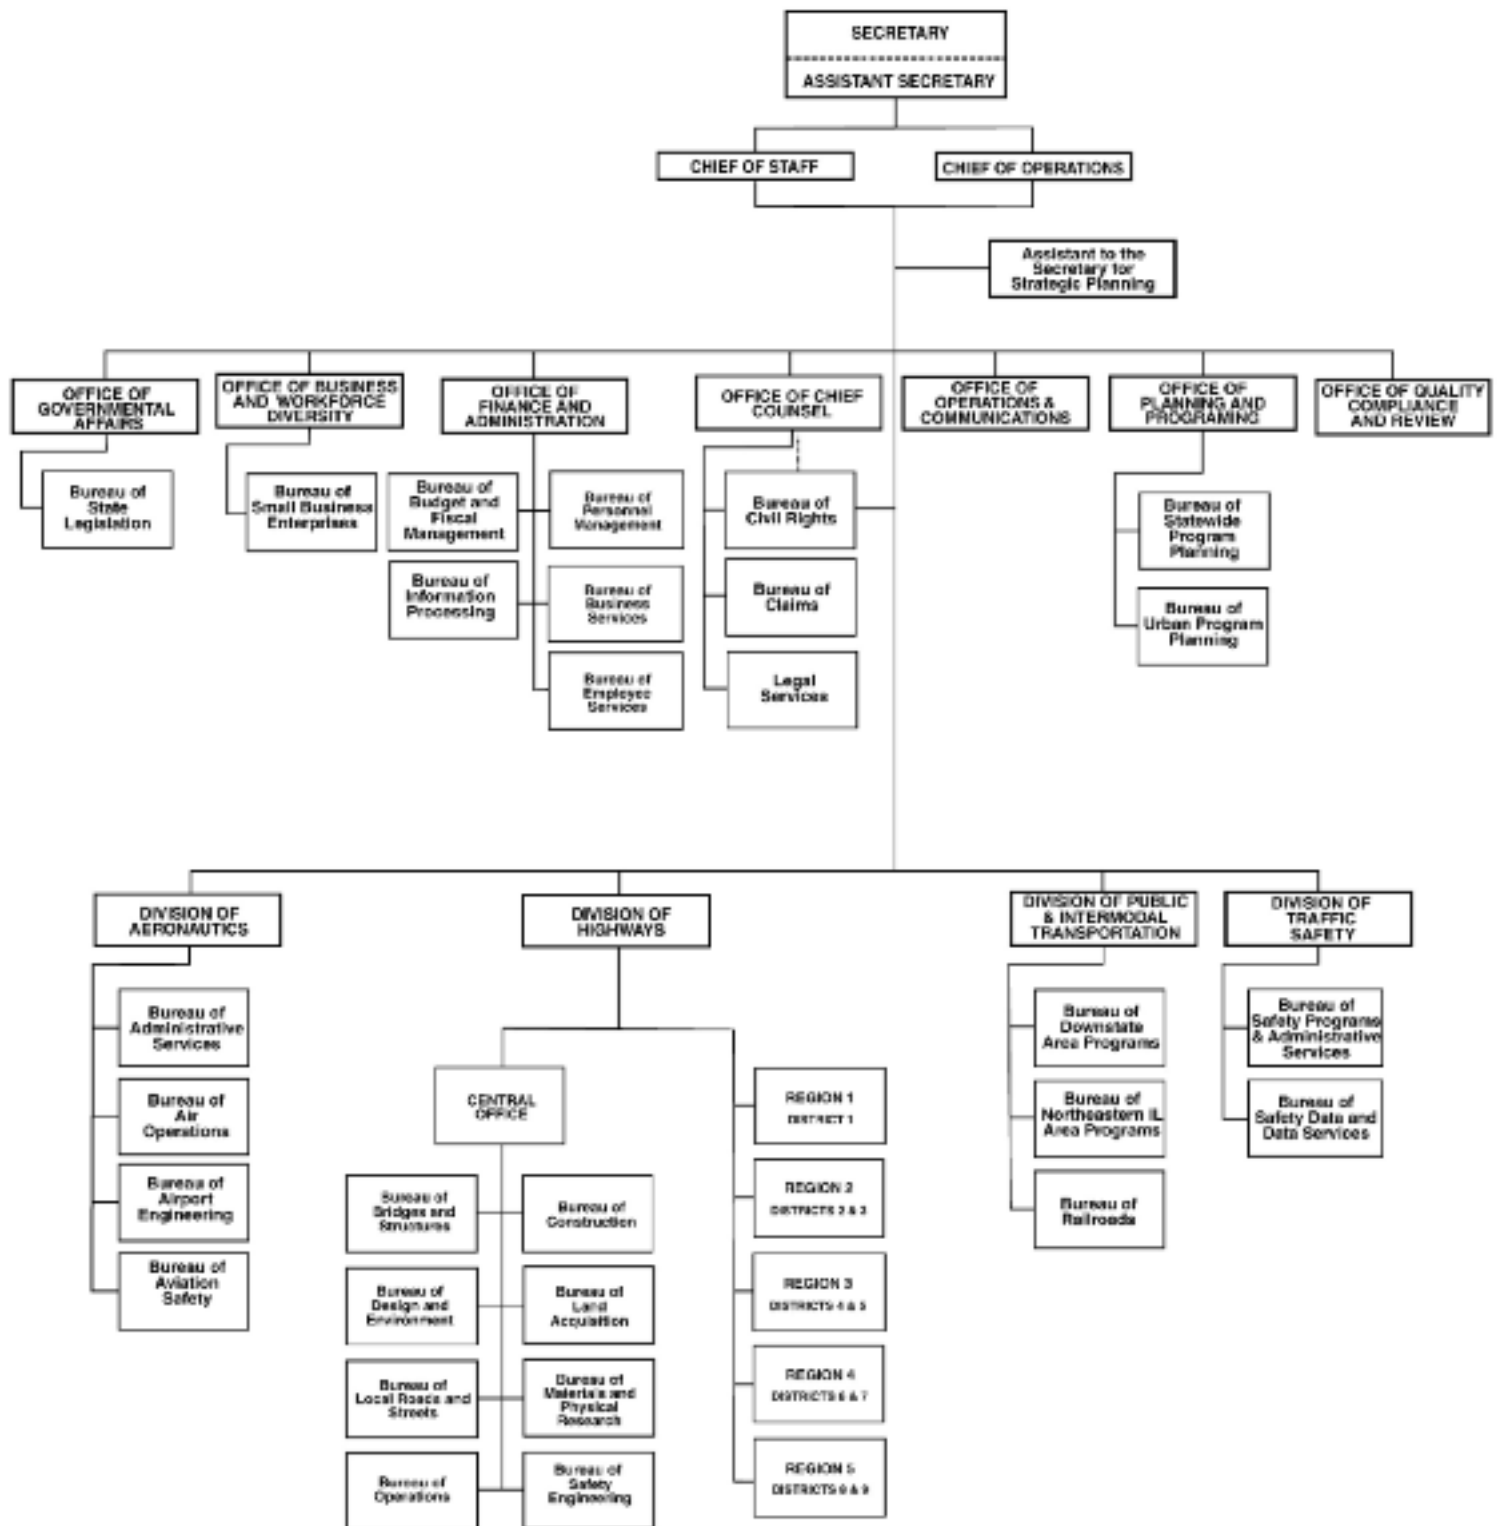 SECRETARY
ASSISTANT SECRETARY
CHIEF OF STAFF
CHIEF OF OPERATIONS
Assistant to the
Secretary for
Strategic Planning
OFFICE OF
GOVERNMENTAL
AFFAIRS
OFFICE OF BUSINESS
AND WORKFORCE
DIVERSITY
OFFICE OF
FINANCE AND
ADMINISTRATION
OFFICE OF CHIEF
COUNSEL
OFFICE OF
OPERATIONS &
COMMUNICATIONS
OFFICE OF
PLANNING AND
PROGRAMING
OFFICE OF QUALITY
COMPLIANCE
AND REVIEW
Bureau of
State
Legislation
Bureau of
Small Business
Enterprises
Bureau of
Budget and
Fiscal
Management
Bureau of
Personnel
Management
Bureau of
Information
Processing
Bureau of
Business
Services
Bureau of
Employee
Services
Bureau of
Civil Rights
Bureau of
Claims
Legal
Services
Bureau of
Statewide
Program
Planning
Bureau of
Urban Program
Planning
DIVISION OF
AERONAUTICS
DIVISION OF
HIGHWAYS
DIVISION OF PUBLIC
& INTERMODAL
TRANSPORTATION
DIVISION OF
TRAFFIC
SAFETY
Bureau of
Administrative
Services
Bureau of
Air
Operations
Bureau of
Airport
Engineering
Bureau of
Aviation
Safety
CENTRAL
OFFICE
Bureau of
Bridges and
Structures
Bureau of
Construction
Bureau of
Design and
Environment
Bureau of
Land
Acquisition
Bureau of
Local Roads and
Streets
Bureau of
Materials and
Physical
Research
Bureau of
Operations
Bureau of
Safety
Engineering
REGION 1
DISTRICT 1
REGION 2
DISTRICTS 2 & 3
REGION 3
DISTRICTS 4 & 5
REGION 4
DISTRICTS 6 & 7
REGION 5
DISTRICTS 8 & 9
Bureau of
Downstate
Area Programs
Bureau of
Northeastern IL
Area Programs
Bureau of
Railroads
Bureau of
Safety Programs
& Administrative
Services
Bureau of
Safety Data and
Data Services